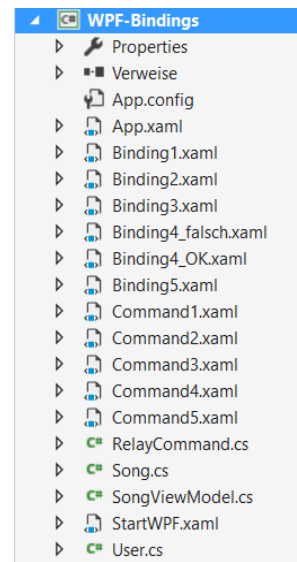 C# WPF-Bindings
Properties
Verweise
App.config
App.xaml
Binding1.xaml
Binding2.xaml
Binding3.xaml
Binding4_falsch.xaml
Binding4_OK.xaml
Binding5.xaml
Command1.xaml
Command2.xaml
Command3.xaml
Command4.xaml
Command5.xaml
C# RelayCommand.cs
C# Song.cs
C# SongViewModel.cs
StartWPF.xaml
C# User.cs